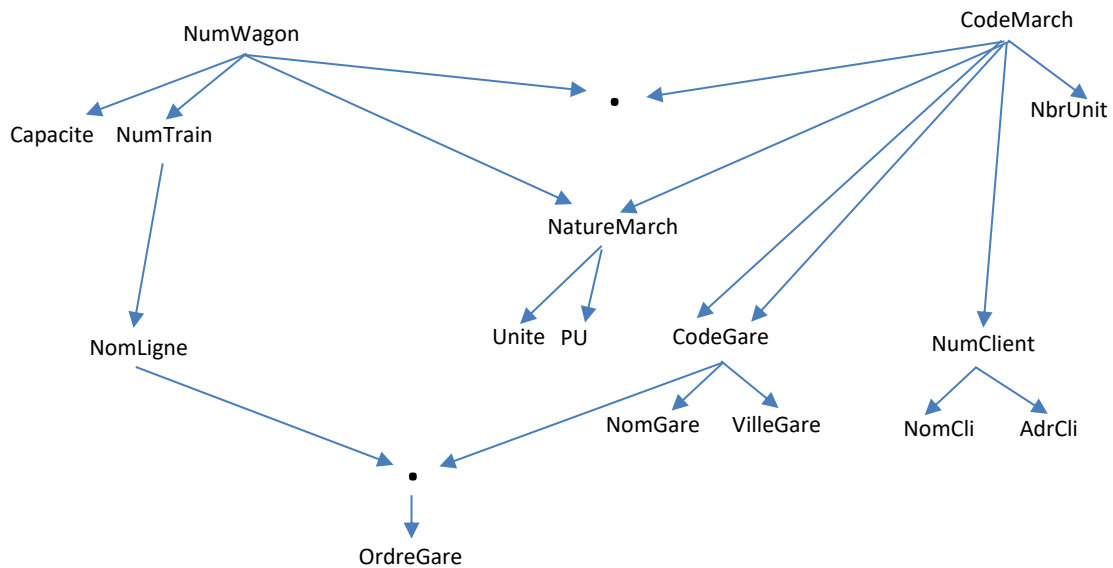 CodeMarch
NumWagon
NbrUnit
Capacite NumTrain
NatureMarch
Unite PU CodeGare NumClient
NomLigne
NomGare VilleGare NomCli AdrCli
OrdreGare